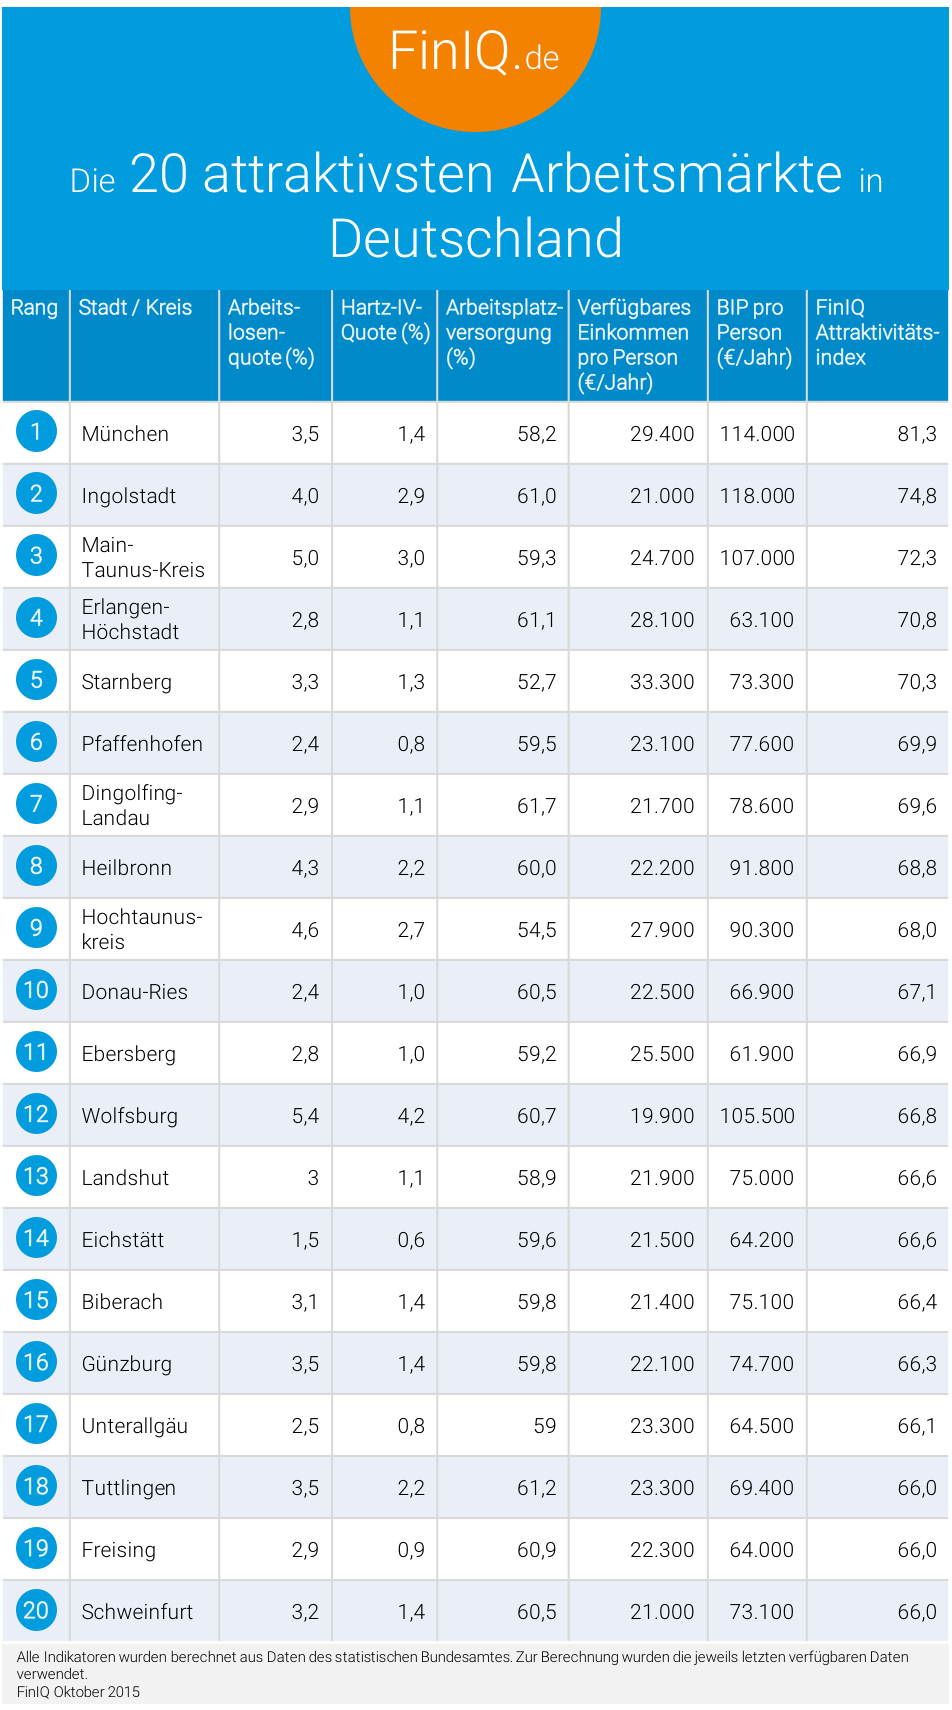 FinIQ.de
Die 20 attraktivsten Arbeitsmärkte in
Deutschland
Rang Stadt / Kreis Arbeits-losen-quote (%) Hartz-IV-Quote (%) Arbeitsplatz-versorgung (%) Verfügbares Einkommen pro Person (€/Jahr) BIP pro Person (€/Jahr) FinIQ Attraktivitäts-index
1 München 3,5 1,4 58,2 29.400 114.000 81,3
2 Ingolstadt 4,0 2,9 61,0 21.000 118.000 74,8
3 Main-Taunus-Kreis 5,0 3,0 59,3 24.700 107.000 72,3
4 Erlangen-Höchstadt 2,8 1,1 61,1 28.100 63.100 70,8
5 Starnberg 3,3 1,3 52,7 33.300 73.300 70,3
6 Pfaffenhofen 2,4 0,8 59,5 23.100 77.600 69,9
7 Dingolfing-Landau 2,9 1,1 61,7 21.700 78.600 69,6
8 Heilbronn 4,3 2,2 60,0 22.200 91.800 68,8
9 Hochtaunus-kreis 4,6 2,7 54,5 27.900 90.300 68,0
10 Donau-Ries 2,4 1,0 60,5 22.500 66.900 67,1
11 Ebersberg 2,8 1,0 59,2 25.500 61.900 66,9
12 Wolfsburg 5,4 4,2 60,7 19.900 105.500 66,8
13 Landshut 3 1,1 58,9 21.900 75.000 66,6
14 Eichstätt 1,5 0,6 59,6 21.500 64.200 66,6
15 Biberach 3,1 1,4 59,8 21.400 75.100 66,4
16 Günzburg 3,5 1,4 59,8 22.100 74.700 66,3
17 Unterallgäu 2,5 0,8 59 23.300 64.500 66,1
18 Tuttlingen 3,5 2,2 61,2 23.300 69.400 66,0
19 Freising 2,9 0,9 60,9 22.300 64.000 66,0
20 Schweinfurt 3,2 1,4 60,5 21.000 73.100 66,0
Alle Indikatoren wurden berechnet aus Daten des statistischen Bundesamtes. Zur Berechnung wurden die jeweils letzten verfügbaren Daten
verwendet.
FinIQ Oktober 2015